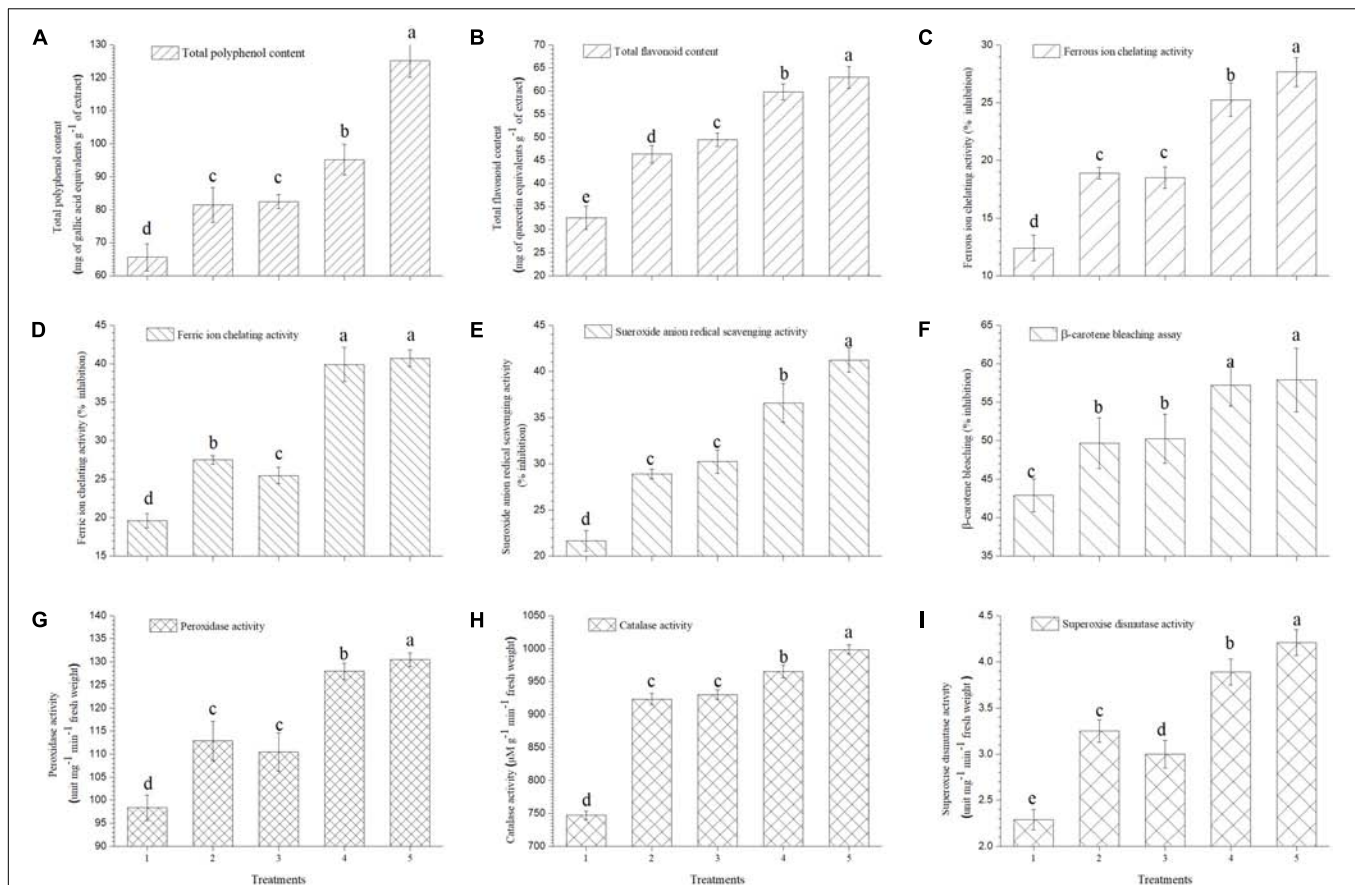 A
Total polyphenol content
(mg of gallic acid equivalents g⁻¹ of extract)
130
120
110
100
90
80
70
60
Total polyphenol content
d
c
c
b
a
B
Total flavonoid content
(mg of quercetin equivalents g⁻¹ of extract)
70
65
60
55
50
45
40
35
30
25
20
Total flavonoid content
e
d
c
b
a
C
Ferrous ion chelating activity (% inhibition)
30
25
20
15
10
Ferrous ion chelating activity
d
c
c
b
a
D
Ferric ion chelating activity (% inhibition)
45
40
35
30
25
20
15
Ferric ion chelating activity
d
b
c
a
a
E
Sueroxide anion redical scavenging activity
(% inhibition)
45
40
35
30
25
20
Sueroxide anion redical scavenging activity
d
c
c
b
a
F
β-carotene bleaching (% inhibition)
65
60
55
50
45
40
35
β-carotene bleaching assay
c
b
b
a
a
G
Peroxidase activity
(unit mg⁻¹ min⁻¹ fresh weight)
140
135
130
125
120
115
110
105
100
95
90
Peroxidase activity
d
c
c
b
a
1
2
3
4
5
Treatments
H
Catalase activity (μM g⁻¹ min⁻¹ fresh weight)
1050
1000
950
900
850
800
750
700
Catalase activity
d
c
c
b
a
1
2
3
4
5
Treatments
I
Superoxise dismutase activity
(unit mg⁻¹ min⁻¹ fresh weight)
4.5
4.0
3.5
3.0
2.5
2.0
Superoxise dismutase activity
e
c
d
b
a
1
2
3
4
5
Treatments